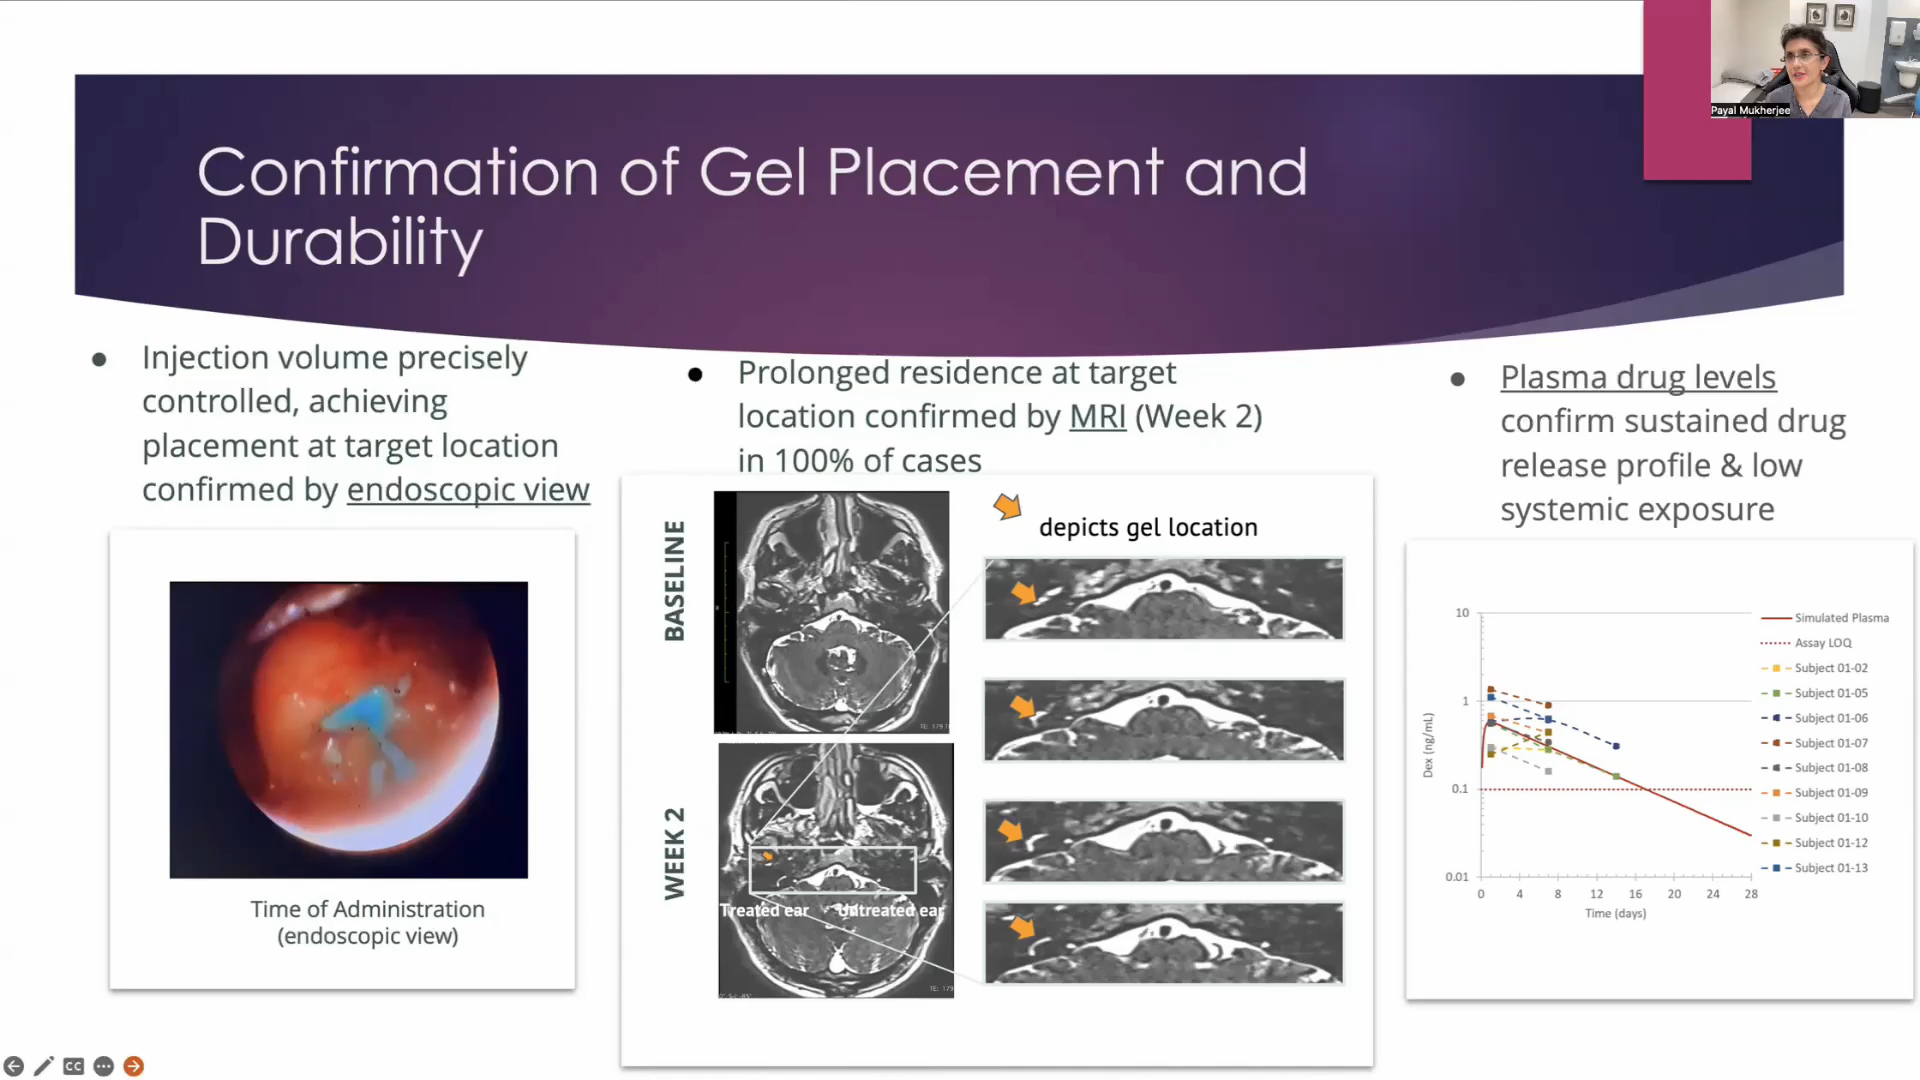 Payal Mukherjee
Confirmation of Gel Placement and
Durability
● Injection volume precisely
controlled, achieving
placement at target location
confirmed by endoscopic view
Time of Administration
(endoscopic view)
● Prolonged residence at target
location confirmed by MRI (Week 2)
in 100% of cases
BASELINE
WEEK 2
depicts gel location
Treated ear
Untreated ear
TE: 179
● Plasma drug levels
confirm sustained drug
release profile & low
systemic exposure
Dex (ng/mL)
10
1
0.1
0.01
0 4 8 12 16 20 24 28
Time (days)
Simulated Plasma
Assay LOQ
Subject 01-02
Subject 01-05
Subject 01-06
Subject 01-07
Subject 01-08
Subject 01-09
Subject 01-10
Subject 01-12
Subject 01-13
CC